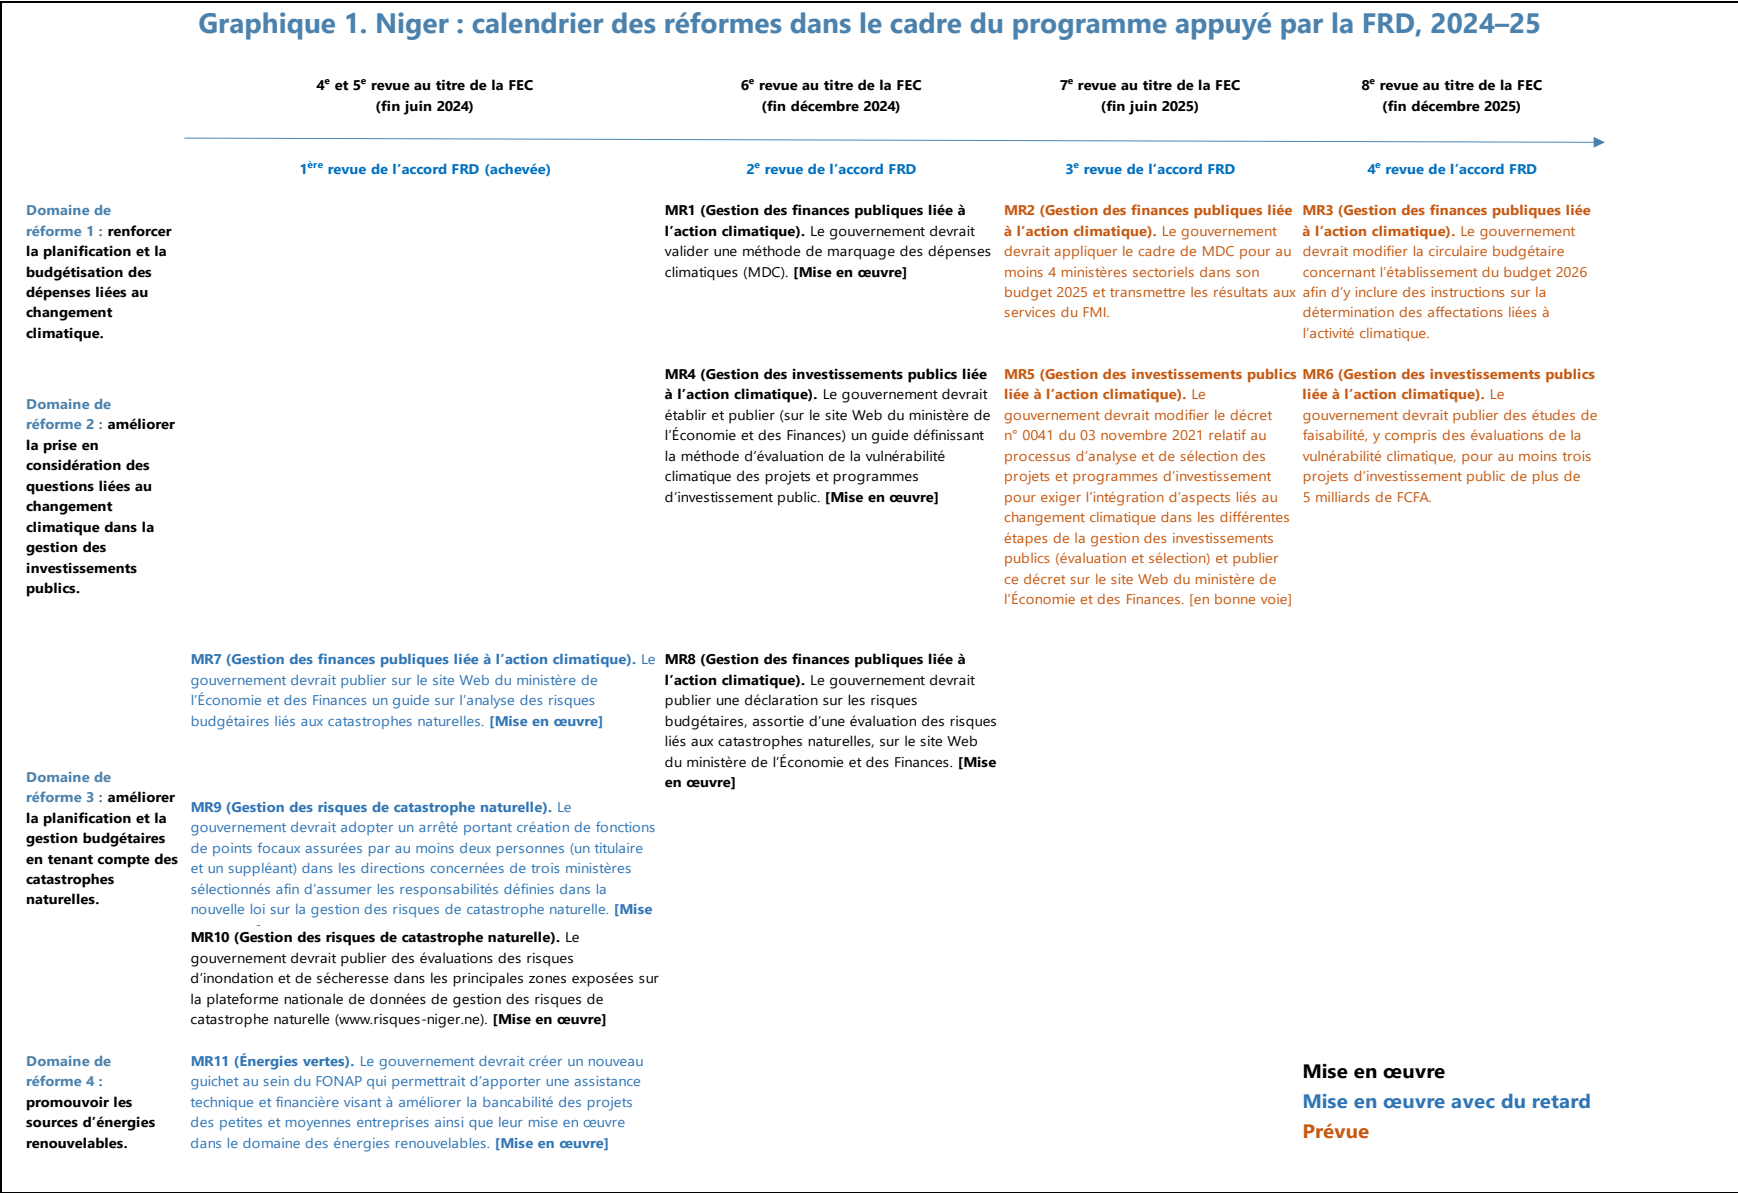 Graphique 1. Niger : calendrier des réformes dans le cadre du programme appuyé par la FRD, 2024–25
4e et 5e revue au titre de la FEC
(fin juin 2024)
6e revue au titre de la FEC
(fin décembre 2024)
7e revue au titre de la FEC
(fin juin 2025)
8e revue au titre de la FEC
(fin décembre 2025)
1ère revue de l’accord FRD (achevée)
2e revue de l’accord FRD
3e revue de l’accord FRD
4e revue de l’accord FRD
Domaine de
réforme 1 : renforcer
la planification et la
budgétisation des
dépenses liées au
changement
climatique.
MR1 (Gestion des finances publiques liée à
l’action climatique). Le gouvernement devrait
valider une méthode de marquage des dépenses
climatiques (MDC). [Mise en œuvre]
MR2 (Gestion des finances publiques liée
à l’action climatique). Le gouvernement
devrait appliquer le cadre de MDC pour au
moins 4 ministères sectoriels dans son
budget 2025 et transmettre les résultats aux
services du FMI.
MR3 (Gestion des finances publiques liée
à l’action climatique). Le gouvernement
devrait modifier la circulaire budgétaire
concernant l’établissement du budget 2026
afin d’y inclure des instructions sur la
détermination des affectations liées à
l’activité climatique.
Domaine de
réforme 2 : améliorer
la prise en
considération des
questions liées au
changement
climatique dans la
gestion des
investissements
publics.
MR4 (Gestion des investissements publics liée
à l’action climatique). Le gouvernement devrait
établir et publier (sur le site Web du ministère de
l’Économie et des Finances) un guide définissant
la méthode d’évaluation de la vulnérabilité
climatique des projets et programmes
d’investissement public. [Mise en œuvre]
MR5 (Gestion des investissements publics
liée à l’action climatique). Le
gouvernement devrait modifier le décret
n° 0041 du 03 novembre 2021 relatif au
processus d’analyse et de sélection des
projets et programmes d’investissement
pour exiger l’intégration d’aspects liés au
changement climatique dans les différentes
étapes de la gestion des investissements
publics (évaluation et sélection) et publier
ce décret sur le site Web du ministère de
l’Économie et des Finances. [en bonne voie]
MR6 (Gestion des investissements publics
liée à l’action climatique). Le
gouvernement devrait publier des études de
faisabilité, y compris des évaluations de la
vulnérabilité climatique, pour au moins trois
projets d’investissement public de plus de
5 milliards de FCFA.
Domaine de
réforme 3 : améliorer
la planification et la
gestion budgétaires
en tenant compte des
catastrophes
naturelles.
MR7 (Gestion des finances publiques liée à l’action climatique). Le
gouvernement devrait publier sur le site Web du ministère de
l’Économie et des Finances un guide sur l’analyse des risques
budgétaires liés aux catastrophes naturelles. [Mise en œuvre]
MR8 (Gestion des finances publiques liée à
l’action climatique). Le gouvernement devrait
publier une déclaration sur les risques
budgétaires, assortie d’une évaluation des risques
liés aux catastrophes naturelles, sur le site Web
du ministère de l’Économie et des Finances. [Mise
en œuvre]
MR9 (Gestion des risques de catastrophe naturelle). Le
gouvernement devrait adopter un arrêté portant création de fonctions
de points focaux assurées par au moins deux personnes (un titulaire
et un suppléant) dans les directions concernées de trois ministères
sélectionnés afin d’assumer les responsabilités définies dans la
nouvelle loi sur la gestion des risques de catastrophe naturelle. [Mise
MR10 (Gestion des risques de catastrophe naturelle). Le
gouvernement devrait publier des évaluations des risques
d’inondation et de sécheresse dans les principales zones exposées sur
la plateforme nationale de données de gestion des risques de
catastrophe naturelle (www.risques-niger.ne). [Mise en œuvre]
Domaine de
réforme 4 :
promouvoir les
sources d’énergies
renouvelables.
MR11 (Énergies vertes). Le gouvernement devrait créer un nouveau
guichet au sein du FONAP qui permettrait d’apporter une assistance
technique et financière visant à améliorer la bancabilité des projets
des petites et moyennes entreprises ainsi que leur mise en œuvre
dans le domaine des énergies renouvelables. [Mise en œuvre]
Mise en œuvre
Mise en œuvre avec du retard
Prévue